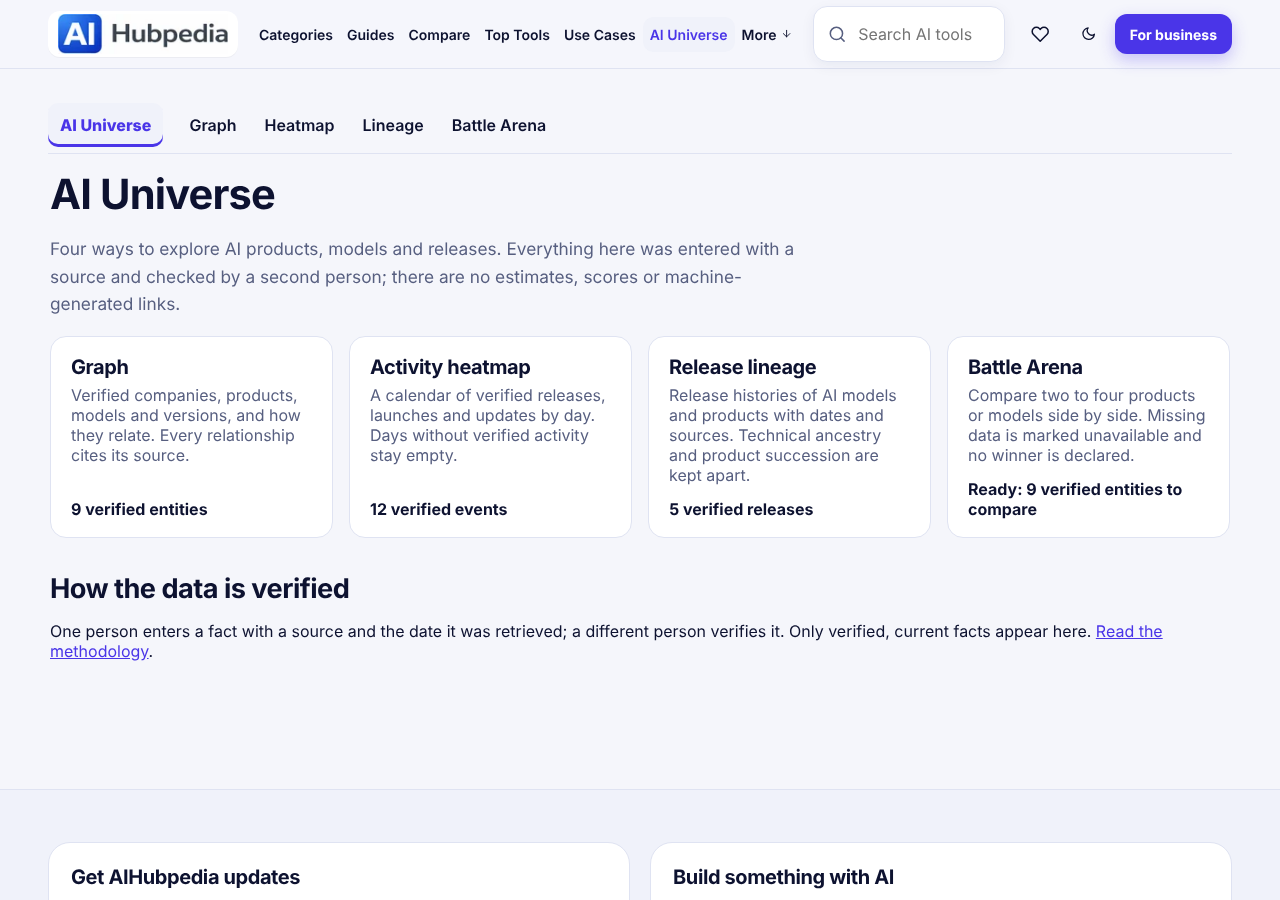 AI Hubpedia
Categories Guides Compare Top Tools Use Cases AI Universe More ↓ Search AI tools For business
AI Universe Graph Heatmap Lineage Battle Arena
AI Universe
Four ways to explore AI products, models and releases. Everything here was entered with a
source and checked by a second person; there are no estimates, scores or machine-
generated links.
Graph
Verified companies, products,
models and versions, and how
they relate. Every relationship
cites its source.
9 verified entities
Activity heatmap
A calendar of verified releases,
launches and updates by day.
Days without verified activity
stay empty.
12 verified events
Release lineage
Release histories of AI models
and products with dates and
sources. Technical ancestry
and product succession are
kept apart.
5 verified releases
Battle Arena
Compare two to four products
or models side by side. Missing
data is marked unavailable and
no winner is declared.
Ready: 9 verified entities to
compare
How the data is verified
One person enters a fact with a source and the date it was retrieved; a different person verifies it. Only verified, current facts appear here. Read the
methodology.
Get AIHubpedia updates
Build something with AI